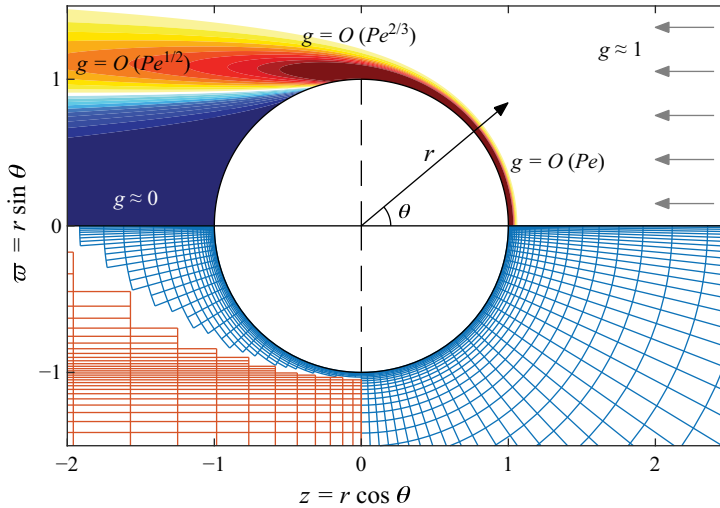 g = O (Pe^{2/3})
g ≈ 1
g = O (Pe^{1/2})
1
r
g = O (Pe)
g ≈ 0
θ
0
ϖ = r sin θ
−1
−2 −1 0 1 2
z = r cos θ